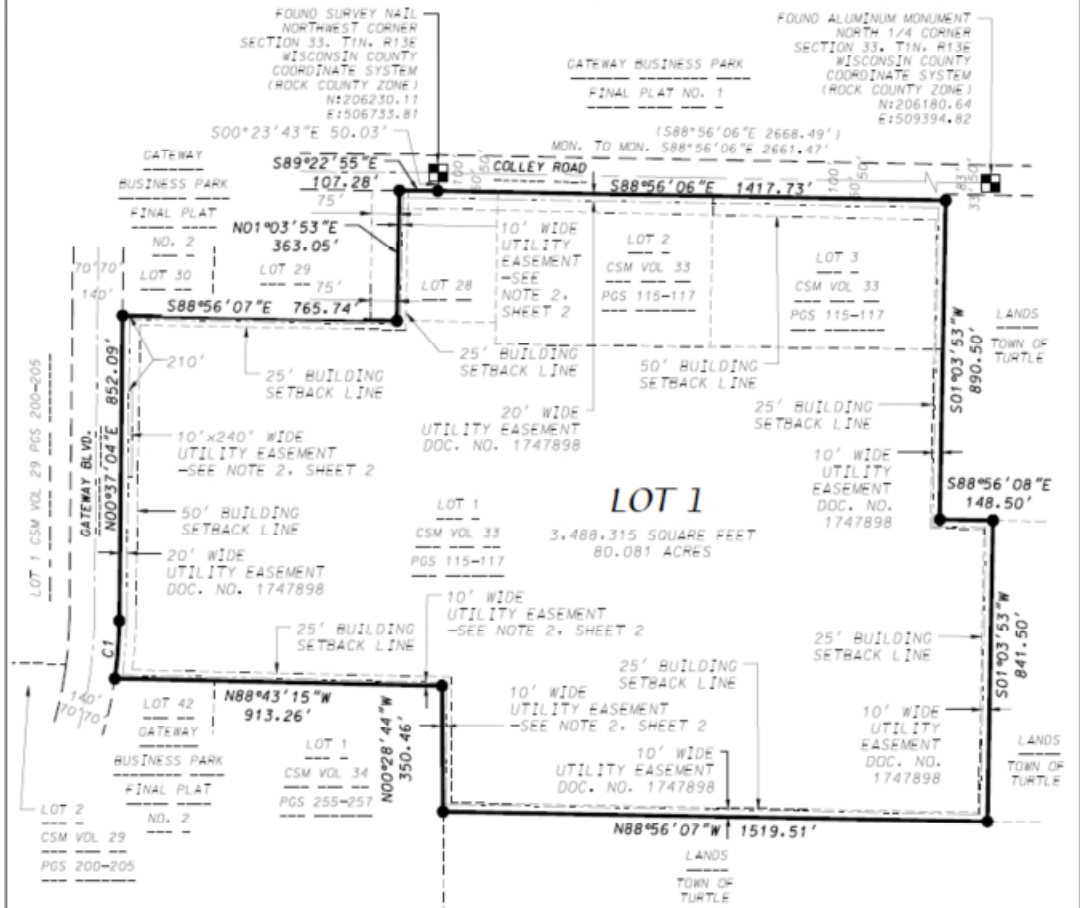 FOUND SURVEY NAIL
NORTHWEST CORNER
SECTION 33, T1N, R13E
WISCONSIN COUNTY
COORDINATE SYSTEM
(ROCK COUNTY ZONE)
N:206230.11
E:506733.81
S00°23'43"E 50.03'
GATEWAY BUSINESS PARK
FINAL PLAT NO. 1
FOUND ALUMINUM MONUMENT
NORTH 1/4 CORNER
SECTION 33, T1N, R13E
WISCONSIN COUNTY
COORDINATE SYSTEM
(ROCK COUNTY ZONE)
N:206180.64
E:509394.82
(S88°56'06"E 2668.49')
MON. TO MON. S88°56'06"E 2661.47'
GATEWAY
BUSINESS PARK
FINAL PLAT
NO. 2
LOT 30
LOT 29
S89°22'55"E
107.28'
75'
N01°03'53"E
363.05'
75'
COLLEY ROAD
100'
50'
S88°56'06"E 1417.73'
100'
50'
83'
33'
50'
70' 70'
140'
S88°56'07"E 765.74'
LOT 28
10' WIDE
UTILITY
EASEMENT
-SEE
NOTE 2,
SHEET 2
LOT 2
CSM VOL 33
PGS 115-117
LOT 3
CSM VOL 33
PGS 115-117
LANDS
TOWN OF
TURTLE
S01°03'53"W
890.50'
210'
25' BUILDING
SETBACK LINE
25' BUILDING
SETBACK LINE
50' BUILDING
SETBACK LINE
25' BUILDING
SETBACK LINE
20' WIDE
UTILITY EASEMENT
DOC. NO. 1747898
10' WIDE
UTILITY
EASEMENT
DOC. NO.
1747898
S88°56'08"E
148.50'
LOT 1 CSM VOL 29 PGS 200-205
GATEWAY BLVD.
N00°37'04"E 852.09'
10'x240' WIDE
UTILITY EASEMENT
-SEE NOTE 2, SHEET 2
50' BUILDING
SETBACK LINE
20' WIDE
UTILITY EASEMENT
DOC. NO. 1747898
LOT 1
CSM VOL 33
PGS 115-117
LOT 1
3,488,315 SQUARE FEET
80.081 ACRES
10' WIDE
UTILITY EASEMENT
-SEE NOTE 2, SHEET 2
25' BUILDING
SETBACK LINE
C1
25' BUILDING
SETBACK LINE
S01°03'53"W
841.50'
25' BUILDING
SETBACK LINE
140'
70' 70'
N88°43'15"W
913.26'
LOT 42
GATEWAY
BUSINESS PARK
FINAL PLAT
NO. 2
LOT 1
CSM VOL 34
PGS 255-257
N00°28'44"W
350.46'
10' WIDE
UTILITY EASEMENT
-SEE NOTE 2, SHEET 2
10' WIDE
UTILITY EASEMENT
DOC. NO. 1747898
10' WIDE
UTILITY
EASEMENT
DOC. NO.
1747898
LANDS
TOWN OF
TURTLE
LOT 2
CSM VOL 29
PGS 200-205
N88°56'07"W 1519.51'
LANDS
TOWN OF
TURTLE